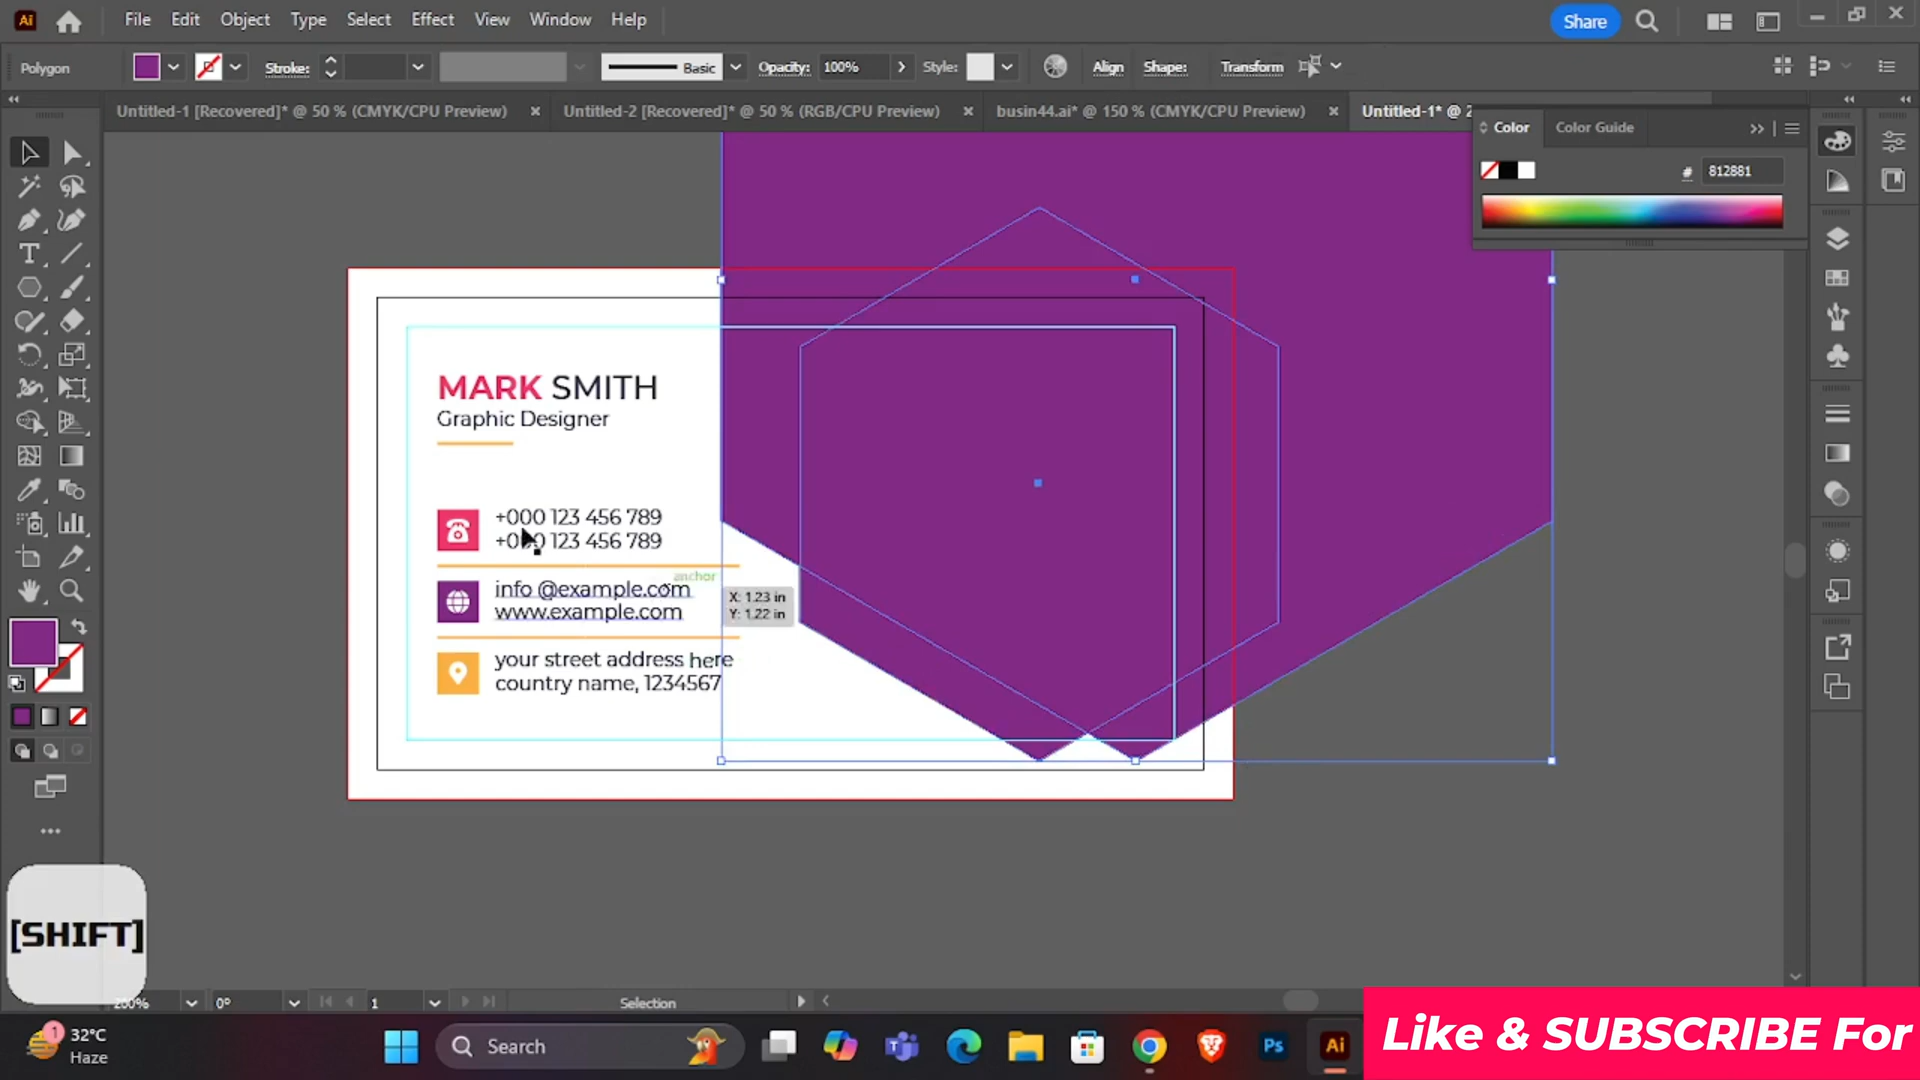 Ai File Edit Object Type Select Effect View Window Help Share
Polygon Stroke: Basic Opacity: 100% Style: Align Shape: Transform
Untitled-1 [Recovered]* @ 50 % (CMYK/CPU Preview) Untitled-2 [Recovered]* @ 50 % (RGB/CPU Preview) busin44.ai* @ 150 % (CMYK/CPU Preview) Untitled-1* @ 2
Color Color Guide
# 812881
MARK SMITH
Graphic Designer
+000 123 456 789
+000 123 456 789
anchor
info @example.com
www.example.com
X: 1.23 in
Y: 1.22 in
your street address here
country name, 1234567
[SHIFT]
200% 0° 1 Selection
1
32°C
Haze
Search
T
Ps
Ai
Like & SUBSCRIBE For